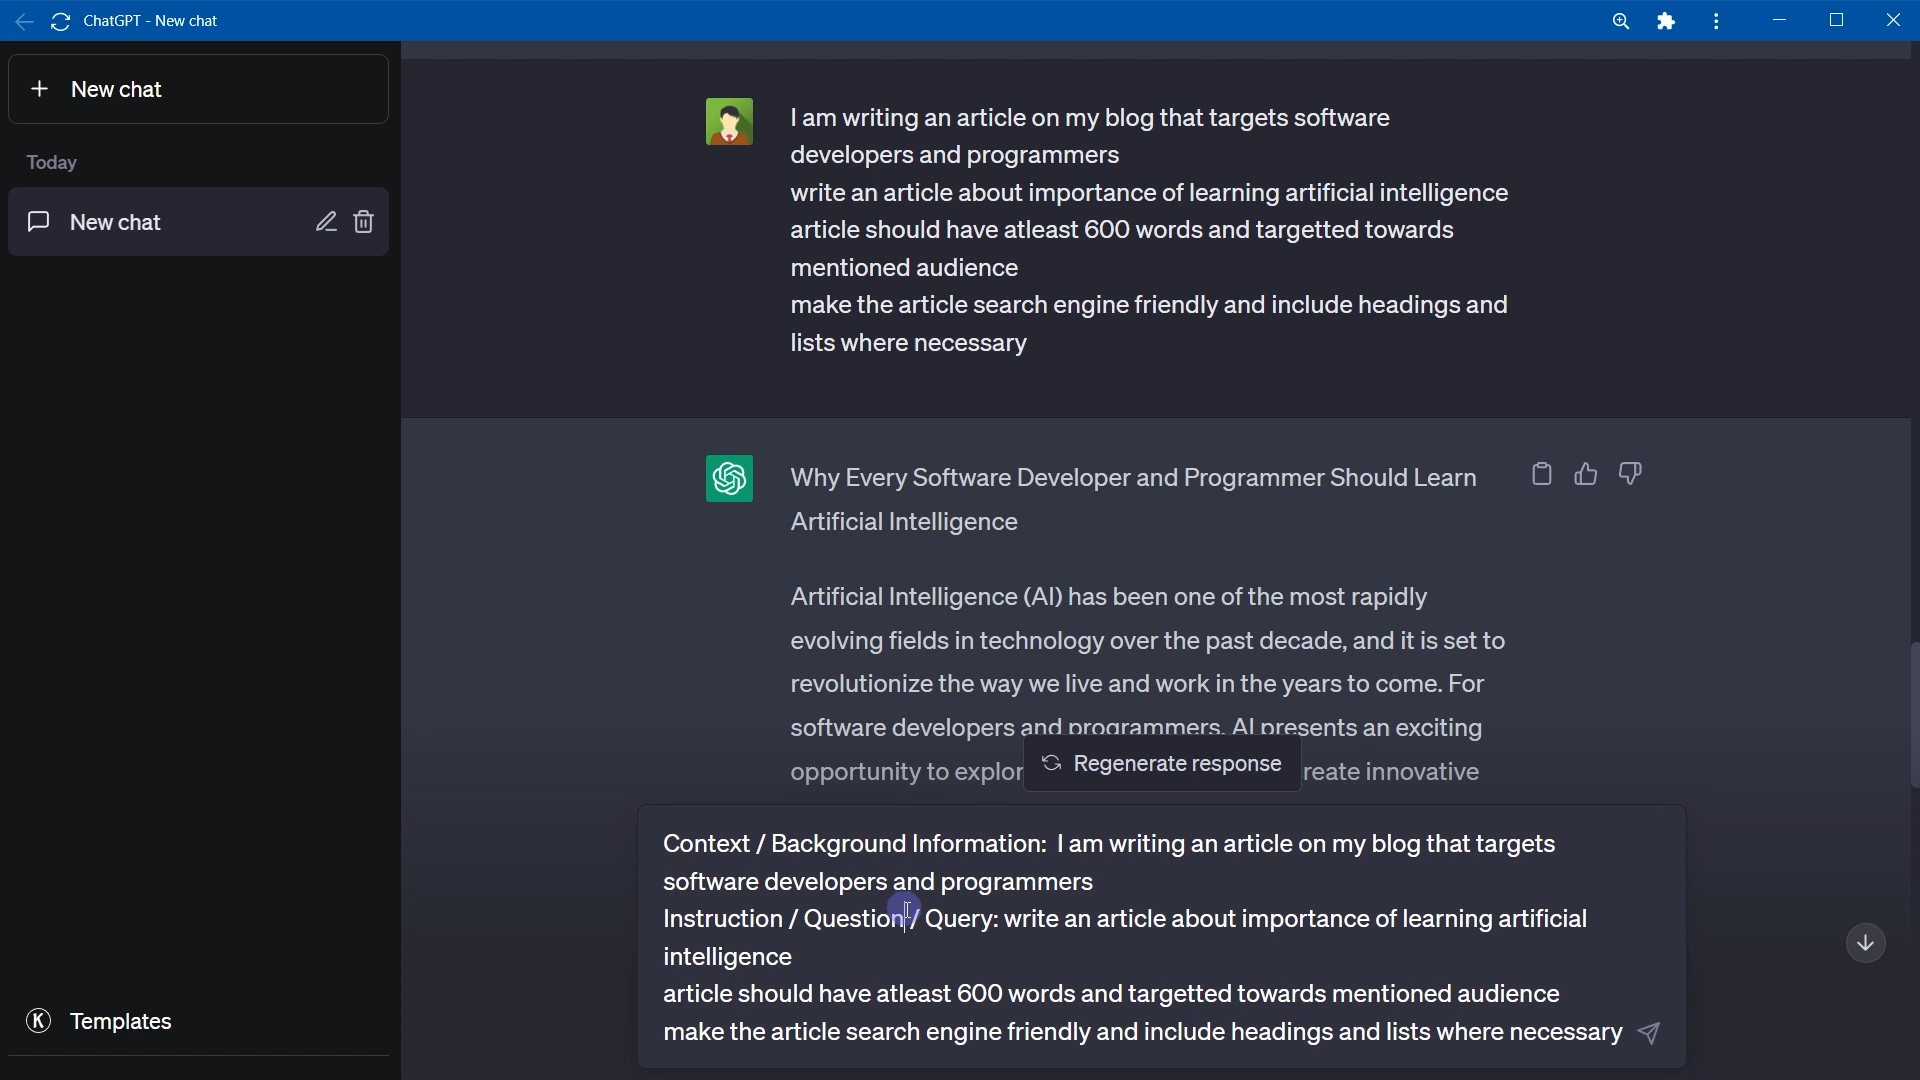 ChatGPT - New chat
New chat
Today
New chat
Templates
I am writing an article on my blog that targets software
developers and programmers
write an article about importance of learning artificial intelligence
article should have atleast 600 words and targetted towards
mentioned audience
make the article search engine friendly and include headings and
lists where necessary
Why Every Software Developer and Programmer Should Learn
Artificial Intelligence
Artificial Intelligence (AI) has been one of the most rapidly
evolving fields in technology over the past decade, and it is set to
revolutionize the way we live and work in the years to come. For
software developers and programmers, AI presents an exciting
opportunity to explor reate innovative
Regenerate response
Context / Background Information: I am writing an article on my blog that targets
software developers and programmers
Instruction / Question / Query: write an article about importance of learning artificial
intelligence
article should have atleast 600 words and targetted towards mentioned audience
make the article search engine friendly and include headings and lists where necessary